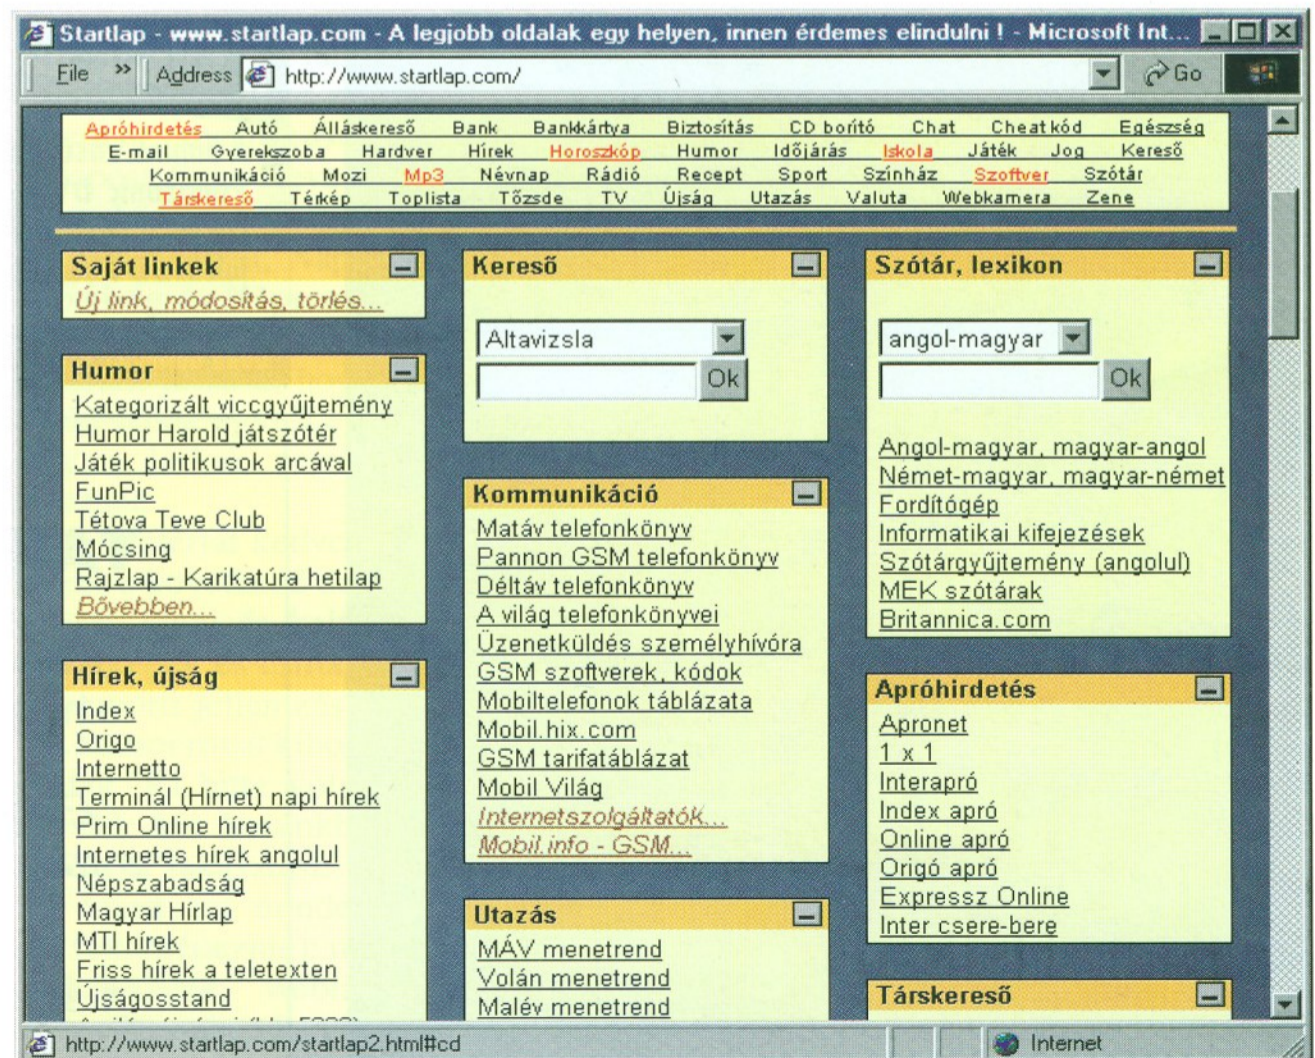 Startlap - www.startlap.com - A legjobb oldalak egy helyen, innen érdemes elindulni ! - Microsoft Int...
File » Address http://www.startlap.com/ Go
Apróhirdetés Autó Álláskereső Bank Bankkártya Biztosítás CD borító Chat Cheatkód Egészség
E-mail Gyerekszoba Hardver Hírek Horoszkóp Humor Időjárás Iskola Játék Jog Kereső
Kommunikáció Mozi Mp3 Névnap Rádió Recept Sport Színház Szoftver Szótár
Társkereső Térkép Toplista Tőzsde TV Újság Utazás Valuta Webkamera Zene
Saját linkek
Új link, módosítás, törlés...
Humor
Kategorizált viccgyűjtemény
Humor Harold játszótér
Játék politikusok arcával
FunPic
Tétova Teve Club
Mócsing
Rajzlap - Karikatúra hetilap
Bővebben...
Hírek, újság
Index
Origo
Internetto
Terminál (Hírnet) napi hírek
Prim Online hírek
Internetes hírek angolul
Népszabadság
Magyar Hírlap
MTI hírek
Friss hírek a teletexten
Újságosstand
Kereső
Altavizsla
Ok
Kommunikáció
Matáv telefonkönyv
Pannon GSM telefonkönyv
Déltáv telefonkönyv
A világ telefonkönyvei
Üzenetküldés személyhívóra
GSM szoftverek, kódok
Mobiltelefonok táblázata
Mobil.hix.com
GSM tarifatáblázat
Mobil Világ
Internetszolgáltatók...
Mobil.info - GSM...
Utazás
MÁV menetrend
Volán menetrend
Malév menetrend
Szótár, lexikon
angol-magyar
Ok
Angol-magyar, magyar-angol
Német-magyar, magyar-német
Fordítógép
Informatikai kifejezések
Szótárgyűjtemény (angolul)
MEK szótárak
Britannica.com
Apróhirdetés
Apronet
1 x 1
Interapró
Index apró
Online apró
Origó apró
Expressz Online
Inter csere-bere
Társkereső
http://www.startlap.com/startlap2.html#cd
Internet